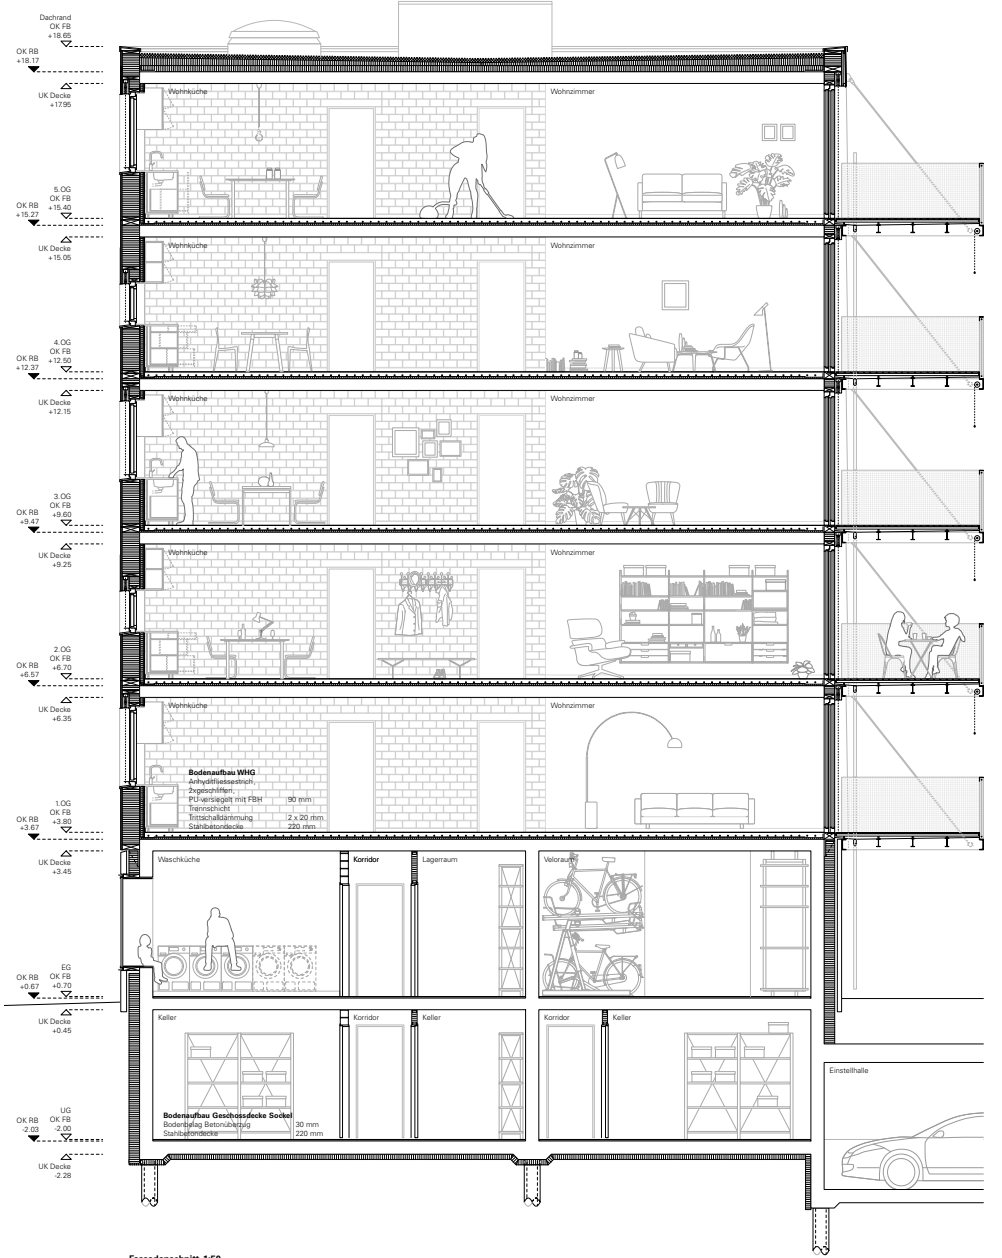 Dachrand
OK FB
+18.65
OK RB
+18.17
UK Decke
+17.95
Wohnküche
Wohnzimmer
5.OG
OK FB
+15.40
OK RB
+15.27
UK Decke
+15.05
Wohnküche
Wohnzimmer
4.OG
OK FB
+12.50
OK RB
+12.37
UK Decke
+12.15
Wohnküche
Wohnzimmer
3.OG
OK FB
+9.60
OK RB
+9.47
UK Decke
+9.25
Wohnküche
Wohnzimmer
2.OG
OK FB
+6.70
OK RB
+6.57
UK Decke
+6.35
Wohnküche
Wohnzimmer
Bodenaufbau WHG
Anhydritfliessestrich,
2xgeschliffen,
PU-versiegelt mit FBH 90 mm
Trennschicht
Trittschalldämmung 2 x 20 mm
Stahlbetondecke 220 mm
1.OG
OK FB
+3.80
OK RB
+3.67
UK Decke
+3.45
Waschküche
Korridor
Lagerraum
Veloraum
EG
OK FB
+0.70
OK RB
+0.67
UK Decke
+0.45
Keller
Korridor
Keller
Korridor
Keller
Einstellhalle
Bodenaufbau Geschossdecke Sockel
Bodenbelag Betonüberzug 30 mm
Stahlbetondecke 220 mm
UG
OK FB
-2.00
OK RB
-2.03
UK Decke
-2.28
Fassadenschnitt 1:50